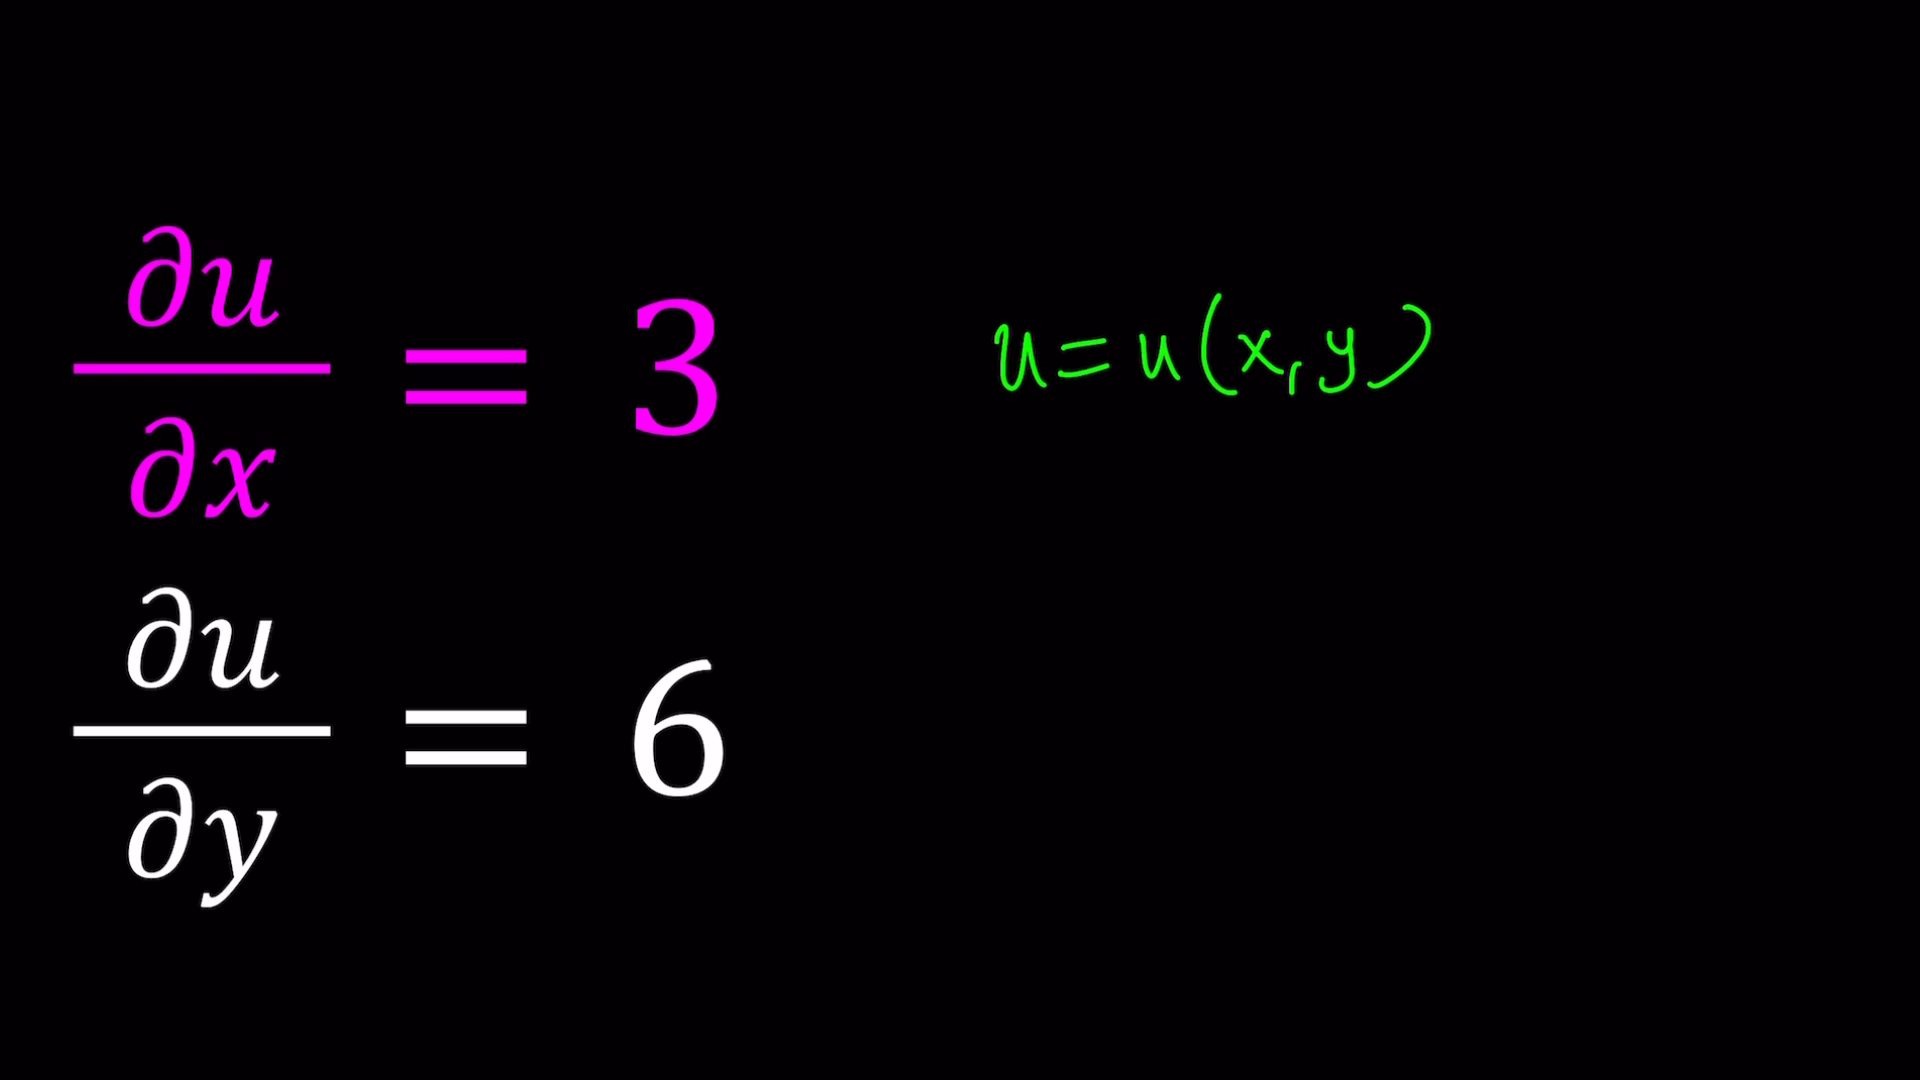 ∂u/∂x = 3
u = u(x, y)
∂u/∂y = 6